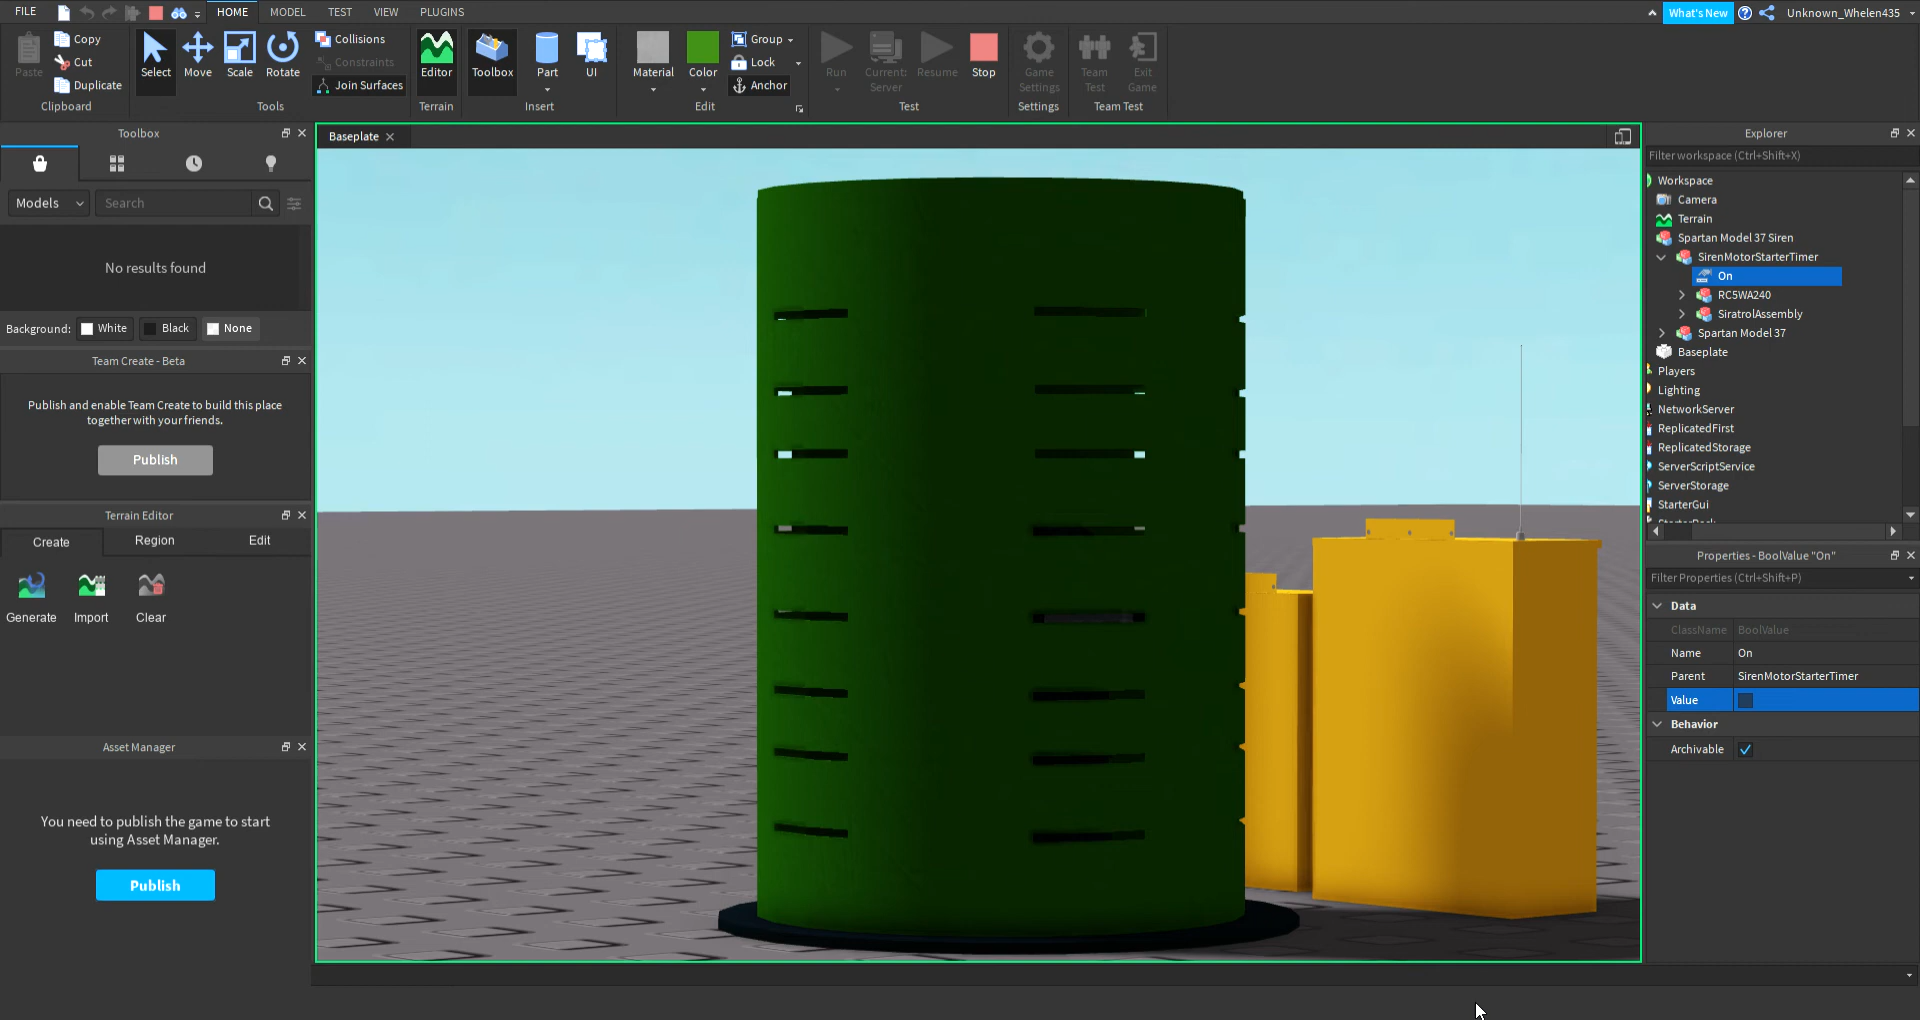 FILE
HOME
MODEL
TEST
VIEW
PLUGINS
What's New
Unknown_Whelen435
Paste
Copy
Cut
Duplicate
Clipboard
Select
Move
Scale
Rotate
Collisions
Constraints
Join Surfaces
Tools
Editor
Terrain
Toolbox
Part
UI
Insert
Material
Color
Group
Lock
Anchor
Edit
Run
Current:
Server
Resume
Stop
Test
Game
Settings
Settings
Team
Test
Exit
Game
Team Test
Toolbox
Models
Search
No results found
Background:
White
Black
None
Team Create - Beta
Publish and enable Team Create to build this place
together with your friends.
Publish
Terrain Editor
Create
Region
Edit
Generate
Import
Clear
Asset Manager
You need to publish the game to start
using Asset Manager.
Publish
Baseplate
Explorer
Filter workspace (Ctrl+Shift+X)
Workspace
Camera
Terrain
Spartan Model 37 Siren
SirenMotorStarterTimer
On
RC5WA240
SiratrolAssembly
Spartan Model 37
Baseplate
Players
Lighting
NetworkServer
ReplicatedFirst
ReplicatedStorage
ServerScriptService
ServerStorage
StarterGui
Properties - BoolValue "On"
Filter Properties (Ctrl+Shift+P)
Data
ClassName BoolValue
Name On
Parent SirenMotorStarterTimer
Value
Behavior
Archivable